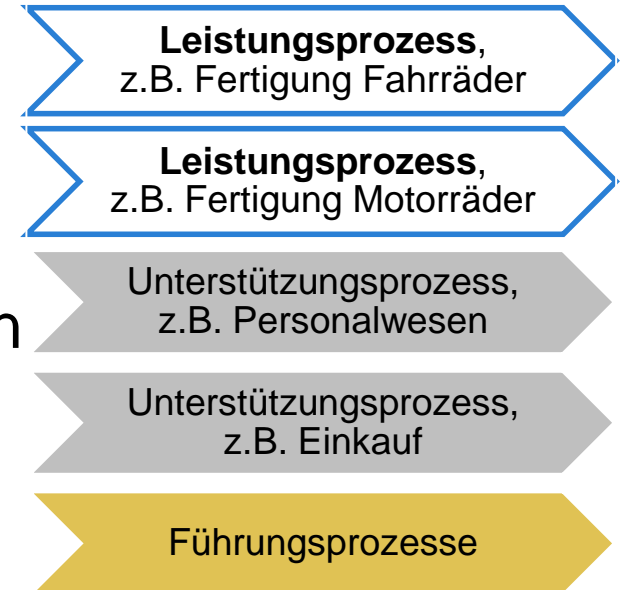 Leistungsprozess,
z.B. Fertigung Fahrräder
Leistungsprozess,
z.B. Fertigung Motorräder
Unterstützungsprozess,
z.B. Personalwesen
n
Unterstützungsprozess,
z.B. Einkauf
Führungsprozesse